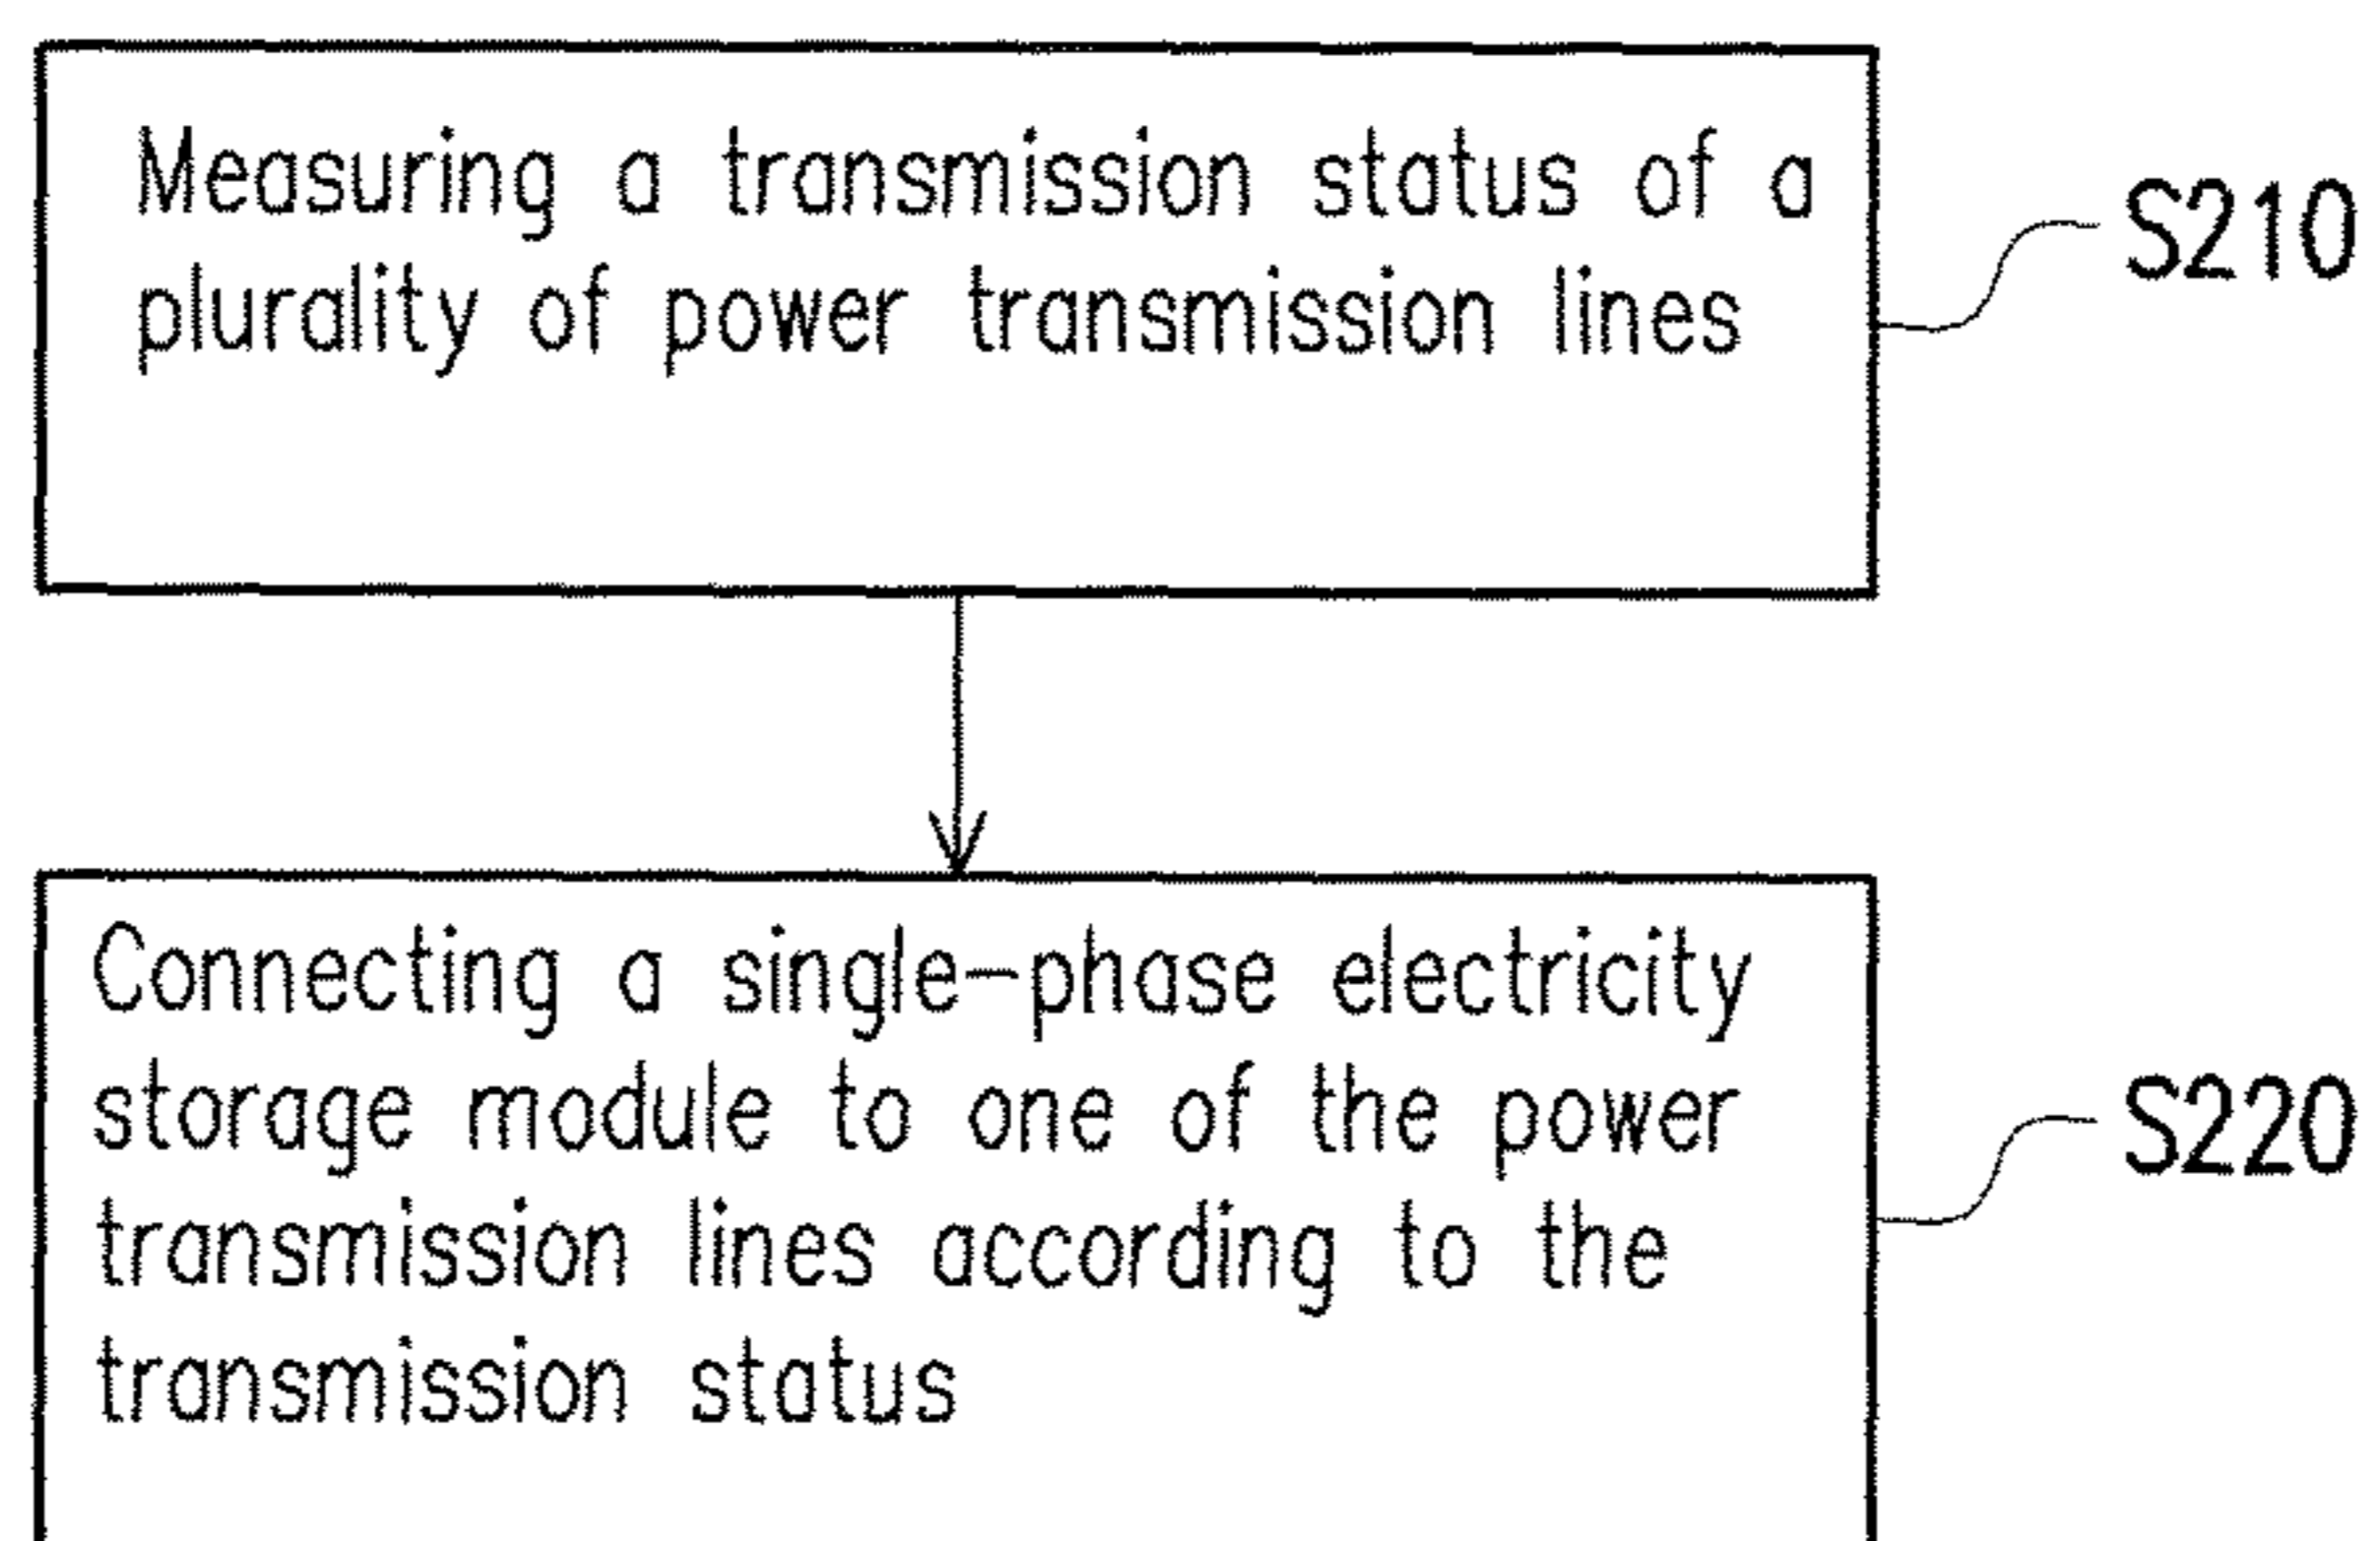 Measuring a transmission status of a
plurality of power transmission lines
S210
Connecting a single-phase electricity
storage module to one of the power
transmission lines according to the
transmission status
S220